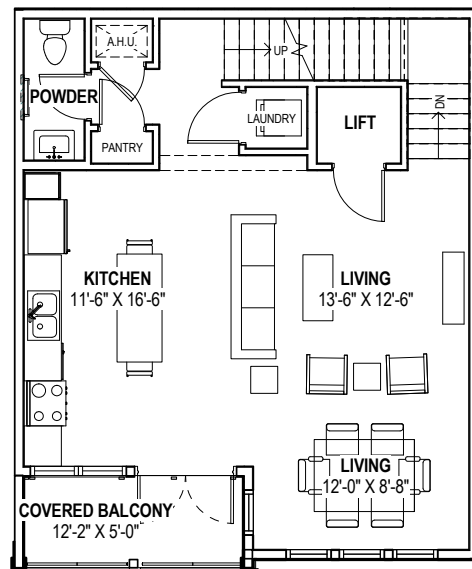 A.H.U.
UP
POWDER
DN
LAUNDRY
LIFT
PANTRY
KITCHEN
11'-6" X 16'-6"
LIVING
13'-6" X 12'-6"
LIVING
12'-0" X 8'-8"
COVERED BALCONY
12'-2" X 5'-0"